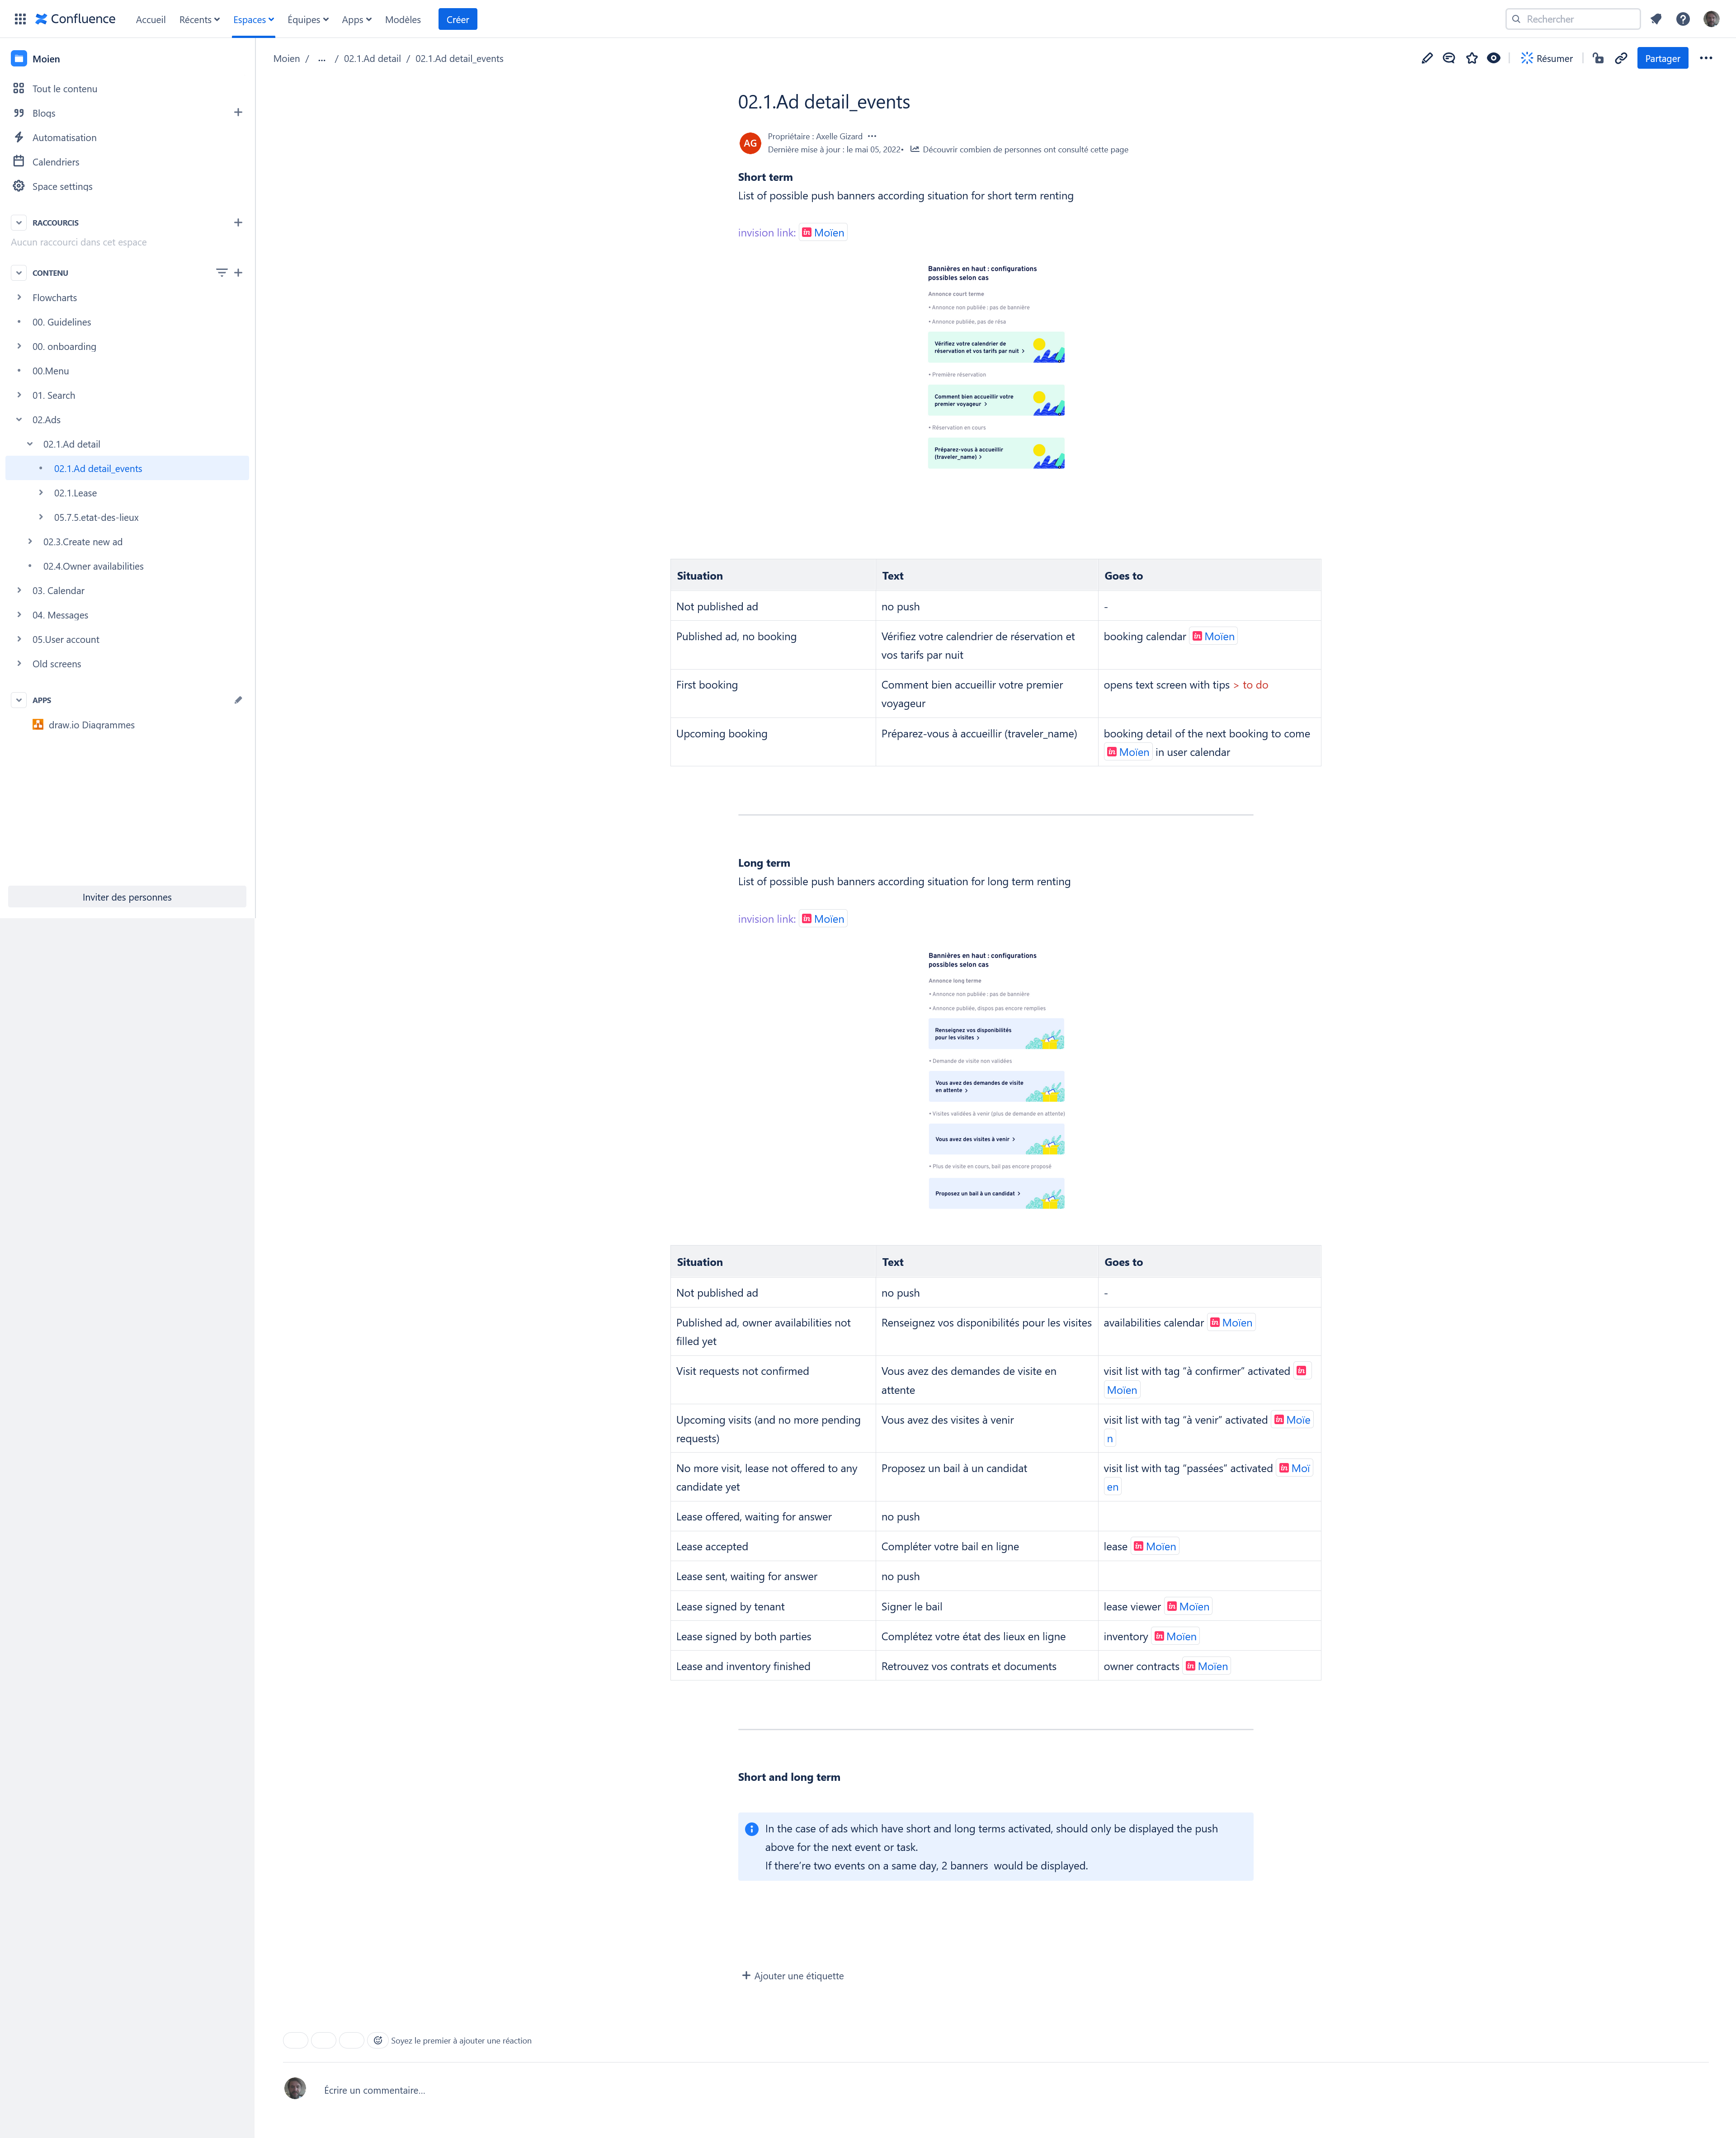 Confluence
Accueil
Récents
Espaces
Équipes
Apps
Modèles
Créer
Rechercher
Moien
Tout le contenu
Blogs
Automatisation
Calendriers
Space settings
RACCOURCIS
Aucun raccourci dans cet espace
CONTENU
Flowcharts
00. Guidelines
00. onboarding
00.Menu
01. Search
02.Ads
02.1.Ad detail
02.1.Ad detail_events
02.1.Lease
05.7.5.etat-des-lieux
02.3.Create new ad
02.4.Owner availabilities
03. Calendar
04. Messages
05.User account
Old screens
APPS
draw.io Diagrammes
Inviter des personnes
Moien / ... / 02.1.Ad detail / 02.1.Ad detail_events
Résumer
Partager
02.1.Ad detail_events
AG
Propriétaire : Axelle Gizard
Dernière mise à jour : le mai 05, 2022• Découvrir combien de personnes ont consulté cette page
Short term
List of possible push banners according situation for short term renting
invision link: in Moïen
Bannières en haut : configurations
possibles selon cas
Annonce court terme
• Annonce non publiée : pas de bannière
• Annonce publiée, pas de résa
Vérifiez votre calendrier de
réservation et vos tarifs par nuit >
• Première réservation
Comment bien accueillir votre
premier voyageur >
• Réservation en cours
Préparez-vous à accueillir
(traveler_name) >
Situation Text Goes to
Not published ad no push -
Published ad, no booking Vérifiez votre calendrier de réservation et booking calendar in Moïen
vos tarifs par nuit
First booking Comment bien accueillir votre premier opens text screen with tips > to do
voyageur
Upcoming booking Préparez-vous à accueillir (traveler_name) booking detail of the next booking to come
in Moïen in user calendar
Long term
List of possible push banners according situation for long term renting
invision link: in Moïen
Bannières en haut : configurations
possibles selon cas
Annonce long terme
• Annonce non publiée : pas de bannière
• Annonce publiée, dispos pas encore remplies
Renseignez vos disponibilités
pour les visites >
• Demande de visite non validées
Vous avez des demandes de visite
en attente >
• Visites validées à venir (plus de demande en attente)
Vous avez des visites à venir >
• Plus de visite en cours, bail pas encore proposé
Proposez un bail à un candidat >
Situation Text Goes to
Not published ad no push -
Published ad, owner availabilities not Renseignez vos disponibilités pour les visites availabilities calendar in Moïen
filled yet
Visit requests not confirmed Vous avez des demandes de visite en visit list with tag “à confirmer” activated in
attente Moïen
Upcoming visits (and no more pending Vous avez des visites à venir visit list with tag “à venir” activated in Moïe
requests) n
No more visit, lease not offered to any Proposez un bail à un candidat visit list with tag “passées” activated in Moï
candidate yet en
Lease offered, waiting for answer no push
Lease accepted Compléter votre bail en ligne lease in Moïen
Lease sent, waiting for answer no push
Lease signed by tenant Signer le bail lease viewer in Moïen
Lease signed by both parties Complétez votre état des lieux en ligne inventory in Moïen
Lease and inventory finished Retrouvez vos contrats et documents owner contracts in Moïen
Short and long term
In the case of ads which have short and long terms activated, should only be displayed the push
above for the next event or task.
If there’re two events on a same day, 2 banners would be displayed.
Ajouter une étiquette
Soyez le premier à ajouter une réaction
Écrire un commentaire...